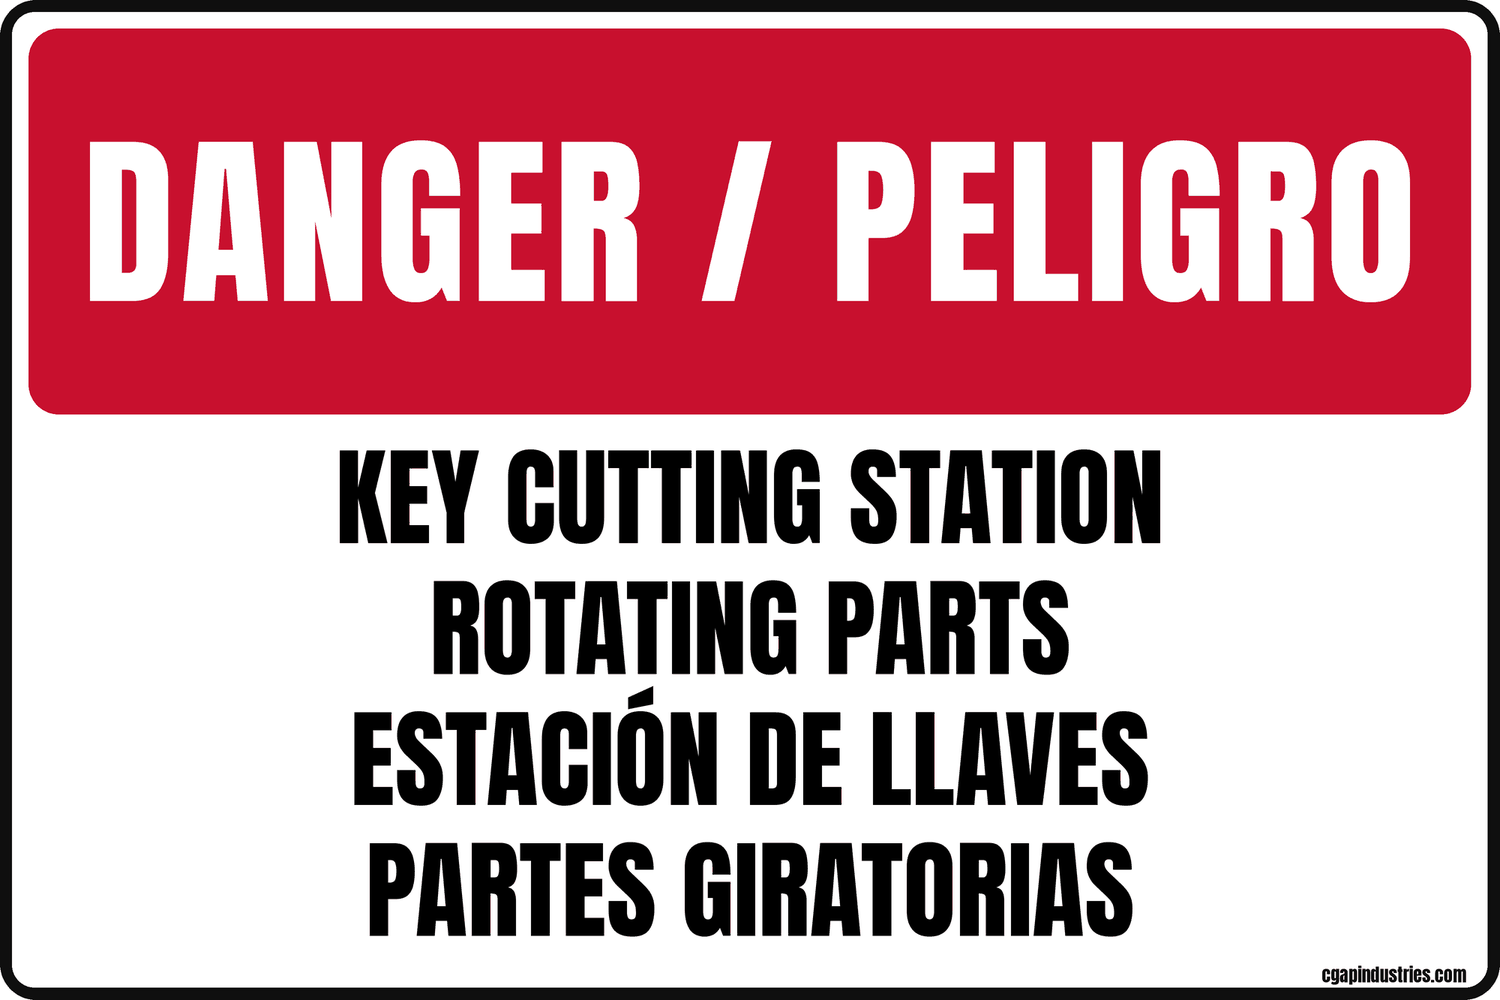 DANGER / PELIGRO
KEY CUTTING STATION
ROTATING PARTS
ESTACIÓN DE LLAVES
PARTES GIRATORIAS
cgapindustries.com